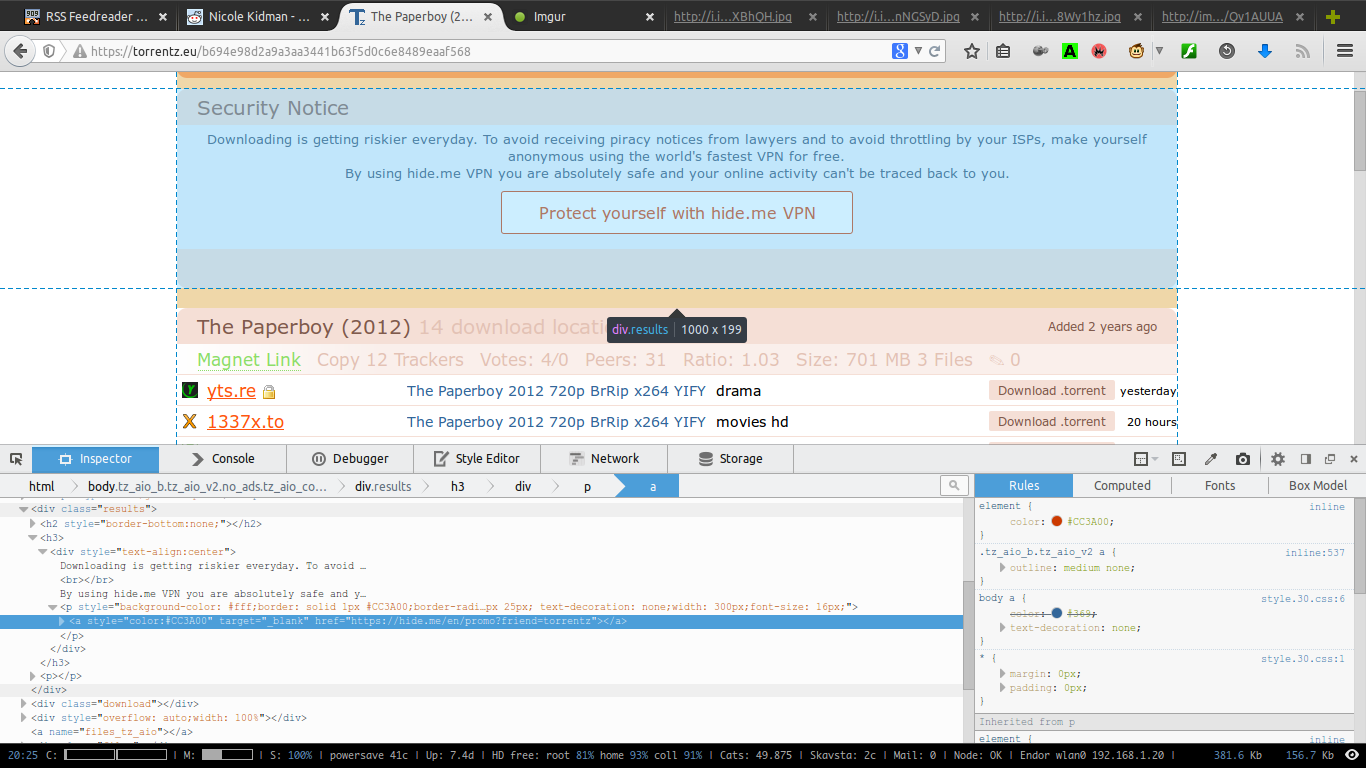 RSS Feedreader ...
Nicole Kidman - ...
The Paperboy (2...
Imgur
http://i.i...XBhQH.jpg
http://i.i...nNGSyD.jpg
http://i.i...8Wy1hz.jpg
http://im.../Qy1AUUA
https://torrentz.eu/b694e98d2a9a3aa3441b63f5d0c6e8489eaaf568
Security Notice
Downloading is getting riskier everyday. To avoid receiving piracy notices from lawyers and to avoid throttling by your ISPs, make yourself
anonymous using the world's fastest VPN for free.
By using hide.me VPN you are absolutely safe and your online activity can't be traced back to you.
Protect yourself with hide.me VPN
The Paperboy (2012) 14 download locati
Added 2 years ago
div.results | 1000 x 199
Magnet Link Copy 12 Trackers Votes: 4/0 Peers: 31 Ratio: 1.03 Size: 701 MB 3 Files 0
yts.re The Paperboy 2012 720p BrRip x264 YIFY drama Download .torrent yesterday
1337x.to The Paperboy 2012 720p BrRip x264 YIFY movies hd Download .torrent 20 hours
Inspector Console Debugger Style Editor Network Storage
html body.tz_aio_b.tz_aio_v2.no_ads.tz_aio_co... div.results h3 div p a
Rules Computed Fonts Box Model
<div class="results">
<h2 style="border-bottom:none;"></h2>
<h3>
<div style="text-align:center">
Downloading is getting riskier everyday. To avoid …
<br></br>
By using hide.me VPN you are absolutely safe and y…
<p style="background-color: #fff;border: solid 1px #CC3A00;border-radi…px 25px; text-decoration: none;width: 300px;font-size: 16px;">
<a style="color:#CC3A00" target="_blank" href="https://hide.me/en/promo?friend=torrentz"></a>
</p>
</div>
</h3>
<p></p>
</div>
<div class="download"></div>
<div style="overflow: auto;width: 100%"></div>
<a name="files_tz_aio"></a>
element { inline
color: #CC3A00;
}
.tz_aio_b.tz_aio_v2 a { inline:537
outline: medium none;
}
body a { style.30.css:6
color: #369;
text-decoration: none;
}
* { style.30.css:1
margin: 0px;
padding: 0px;
}
Inherited from p
element { inline
20:25 C: | M: | S: 100% | powersave 41c | Up: 7.4d | HD free: root 81% home 93% coll 91% | Cats: 49.875 | Skavsta: 2c | Mail: 0 | Node: OK | Endor wlan0 192.168.1.20 | 381.6 Kb 156.7 Kb